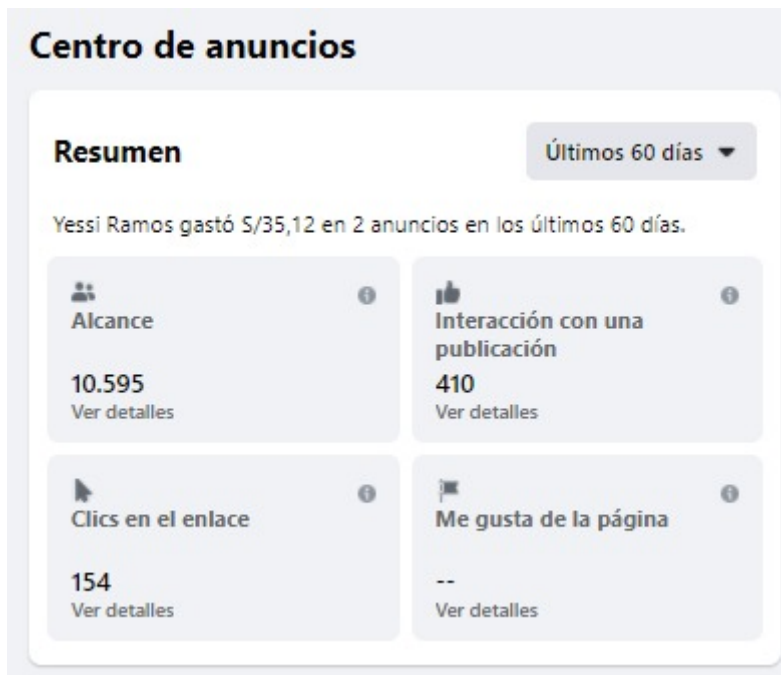 Centro de anuncios
Resumen
Últimos 60 días
Yessi Ramos gastó S/35,12 en 2 anuncios en los últimos 60 días.
Alcance
10.595
Ver detalles
Interacción con una
publicación
410
Ver detalles
Clics en el enlace
154
Ver detalles
Me gusta de la página
--
Ver detalles